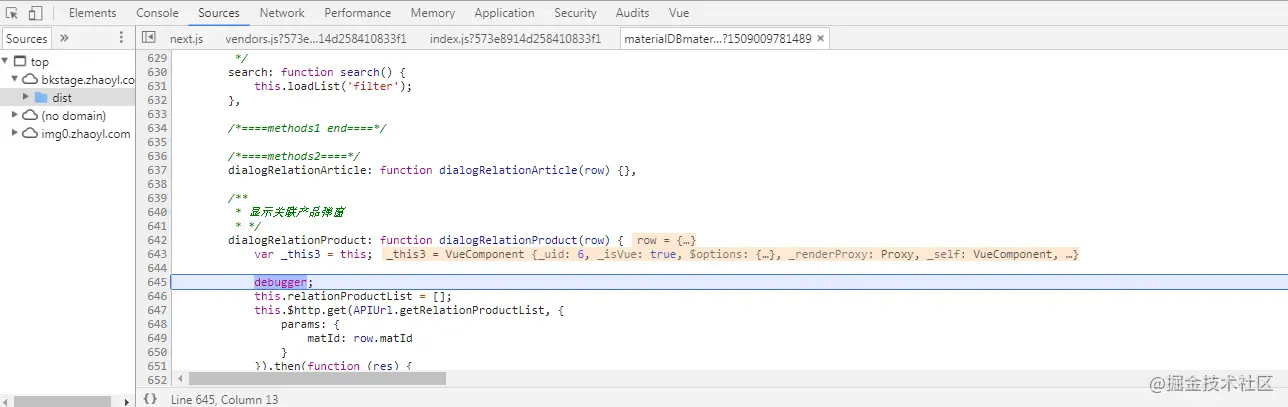 Elements Console Sources Network Performance Memory Application Security Audits Vue
Sources » next.js vendors.js?573e...14d258410833f1 index.js?573e8914d258410833f1 materialDBmater...?1509009781489 ×
top
bkstage.zhaoyl.co
dist
(no domain)
img0.zhaoyl.com
629 */
630 search: function search() {
631 this.loadList('filter');
632 },
633
634 /*====methods1 end====*/
635
636 /*====methods2====*/
637 dialogRelationArticle: function dialogRelationArticle(row) {},
638
639 /**
640 * 显示关联产品弹窗
641 * */
642 dialogRelationProduct: function dialogRelationProduct(row) { row = {…}
643 var _this3 = this; _this3 = VueComponent {_uid: 6, _isVue: true, $options: {…}, _renderProxy: Proxy, _self: VueComponent, …}
644
645 debugger;
646 this.relationProductList = [];
647 this.$http.get(APIUrl.getRelationProductList, {
648 params: {
649 matId: row.matId
650 }
651 }).then(function (res) {
652
{} Line 645, Column 13
@掘金技术社区